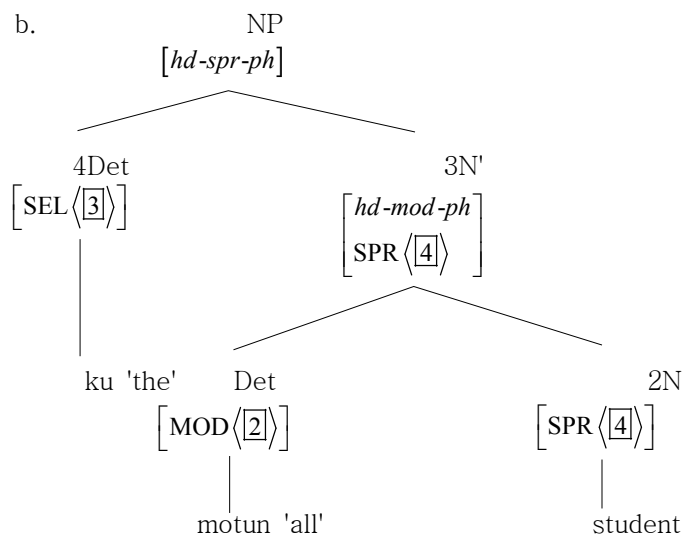 b. NP
[hd-spr-ph]
4Det 3N'
[SEL⟨[3]⟩] [hd-mod-ph
SPR⟨[4]⟩]
ku 'the' Det 2N
[MOD⟨[2]⟩] [SPR⟨[4]⟩]
motun 'all' student